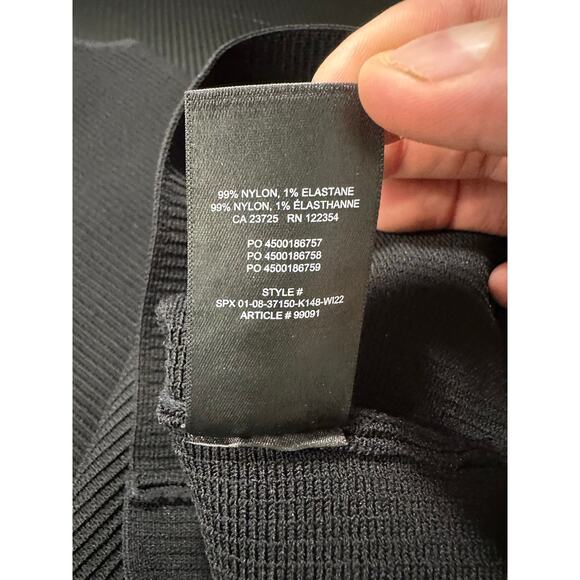 99% NYLON, 1% ELASTANE
99% NYLON, 1% ÉLASTHANNE
CA 23725 RN 122354
PO 4500186757
PO 4500186758
PO 4500186759
STYLE #
SPX 01-08-37150-K148-WI22
ARTICLE # 99091